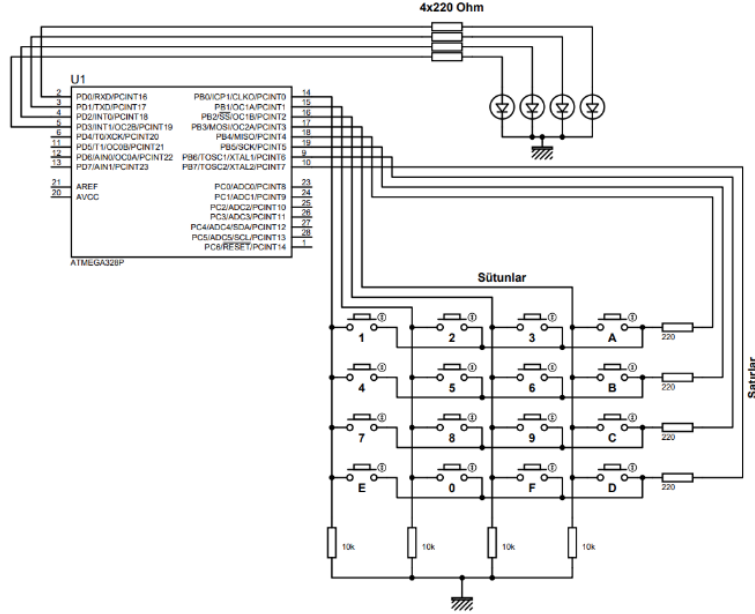 4x220 Ohm
U1
2 PD0/RXD/PCINT16
3 PD1/TXD/PCINT17
4 PD2/INT0/PCINT18
5 PD3/INT1/OC2B/PCINT19
6 PD4/T0/XCK/PCINT20
11 PD5/T1/OC0B/PCINT21
12 PD6/AIN0/OC0A/PCINT22
13 PD7/AIN1/PCINT23
21 AREF
20 AVCC
PB0/ICP1/CLKO/PCINT0 14
PB1/OC1A/PCINT1 15
PB2/SS/OC1B/PCINT2 16
PB3/MOSI/OC2A/PCINT3 17
PB4/MISO/PCINT4 18
PB5/SCK/PCINT5 19
PB6/TOSC1/XTAL1/PCINT6 9
PB7/TOSC2/XTAL2/PCINT7 10
PC0/ADC0/PCINT8 23
PC1/ADC1/PCINT9 24
PC2/ADC2/PCINT10 25
PC3/ADC3/PCINT11 26
PC4/ADC4/SDA/PCINT12 27
PC5/ADC5/SCL/PCINT13 28
PC6/RESET/PCINT14 1
ATMEGA328P
Sütunlar
1 2 3 A 220
4 5 6 B 220
Satırlar
7 8 9 C 220
E 0 F D 220
10k 10k 10k 10k